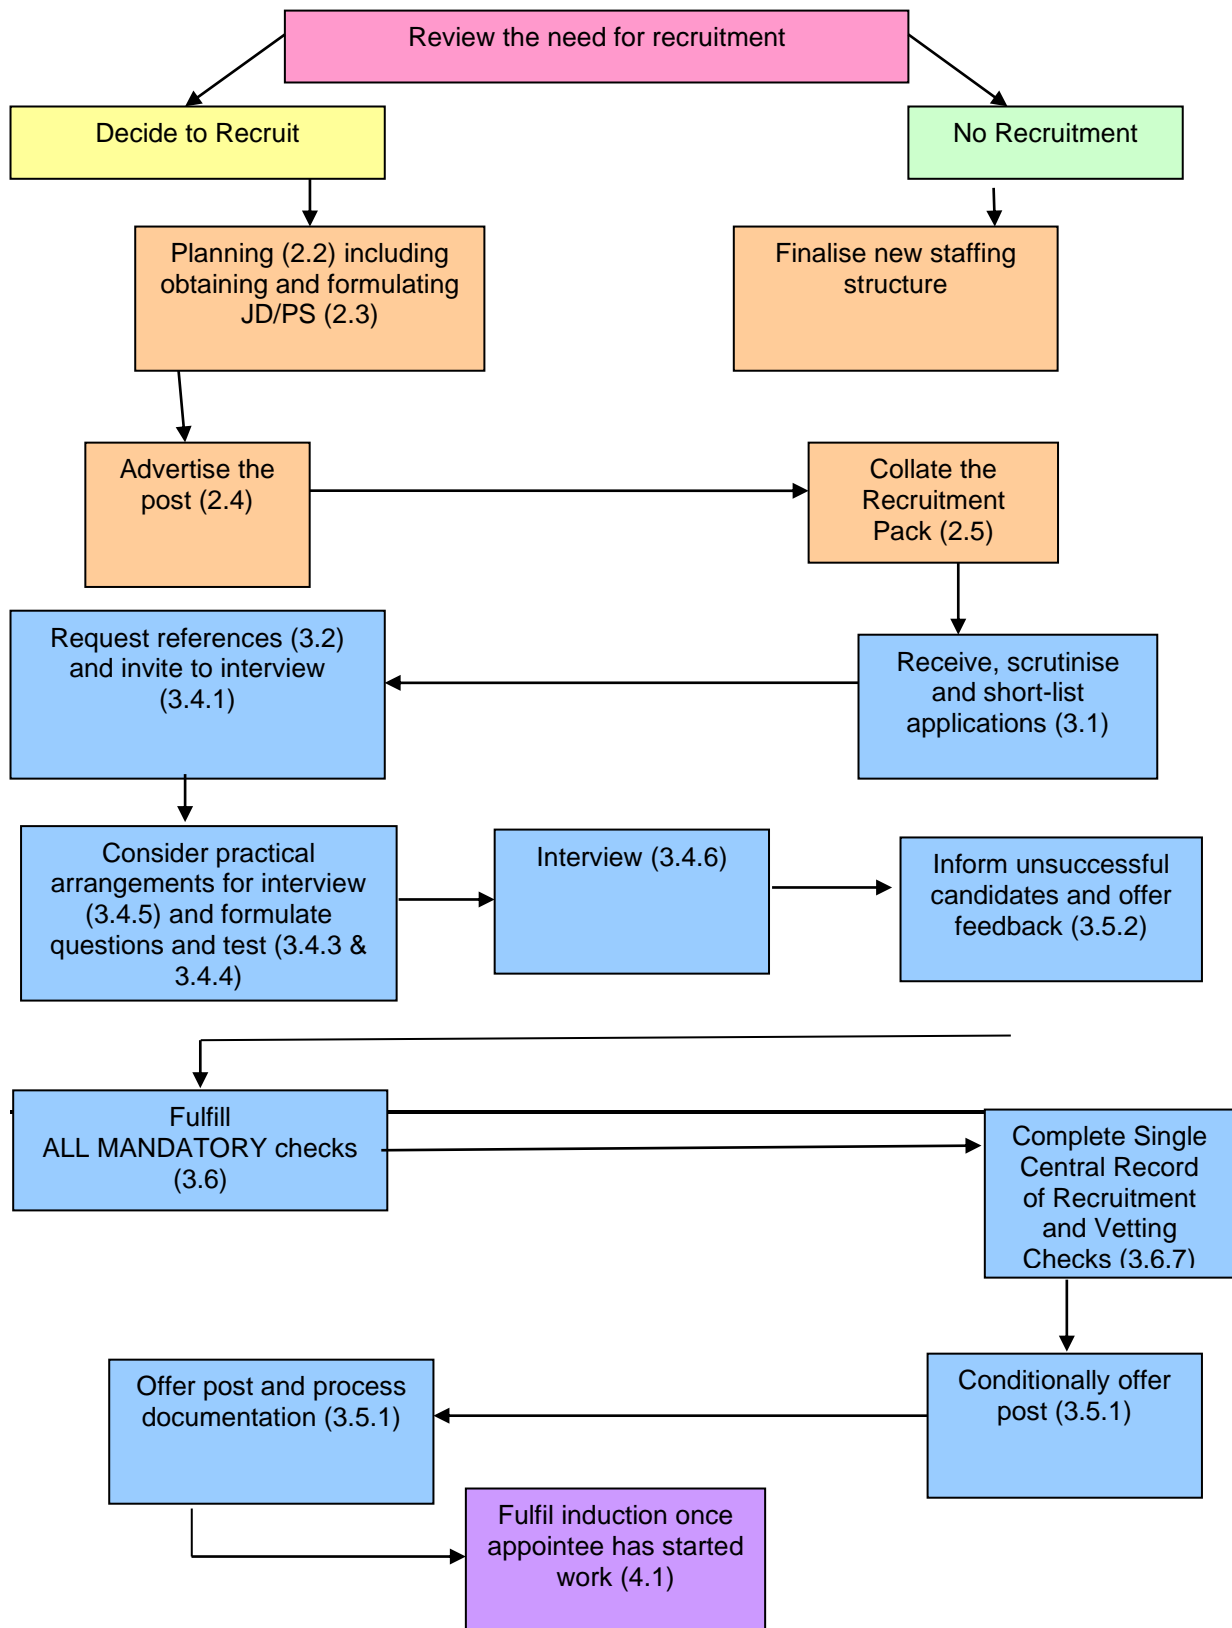 Review the need for recruitment
Decide to Recruit
No Recruitment
Planning (2.2) including
obtaining and formulating
JD/PS (2.3)
Finalise new staffing
structure
Advertise the
post (2.4)
Collate the
Recruitment
Pack (2.5)
Request references (3.2)
and invite to interview
(3.4.1)
Receive, scrutinise
and short-list
applications (3.1)
Consider practical
arrangements for interview
(3.4.5) and formulate
questions and test (3.4.3 &
3.4.4)
Interview (3.4.6)
Inform unsuccessful
candidates and offer
feedback (3.5.2)
Fulfill
ALL MANDATORY checks
(3.6)
Complete Single
Central Record
of Recruitment
and Vetting
Checks (3.6.7)
Offer post and process
documentation (3.5.1)
Conditionally offer
post (3.5.1)
Fulfil induction once
appointee has started
work (4.1)